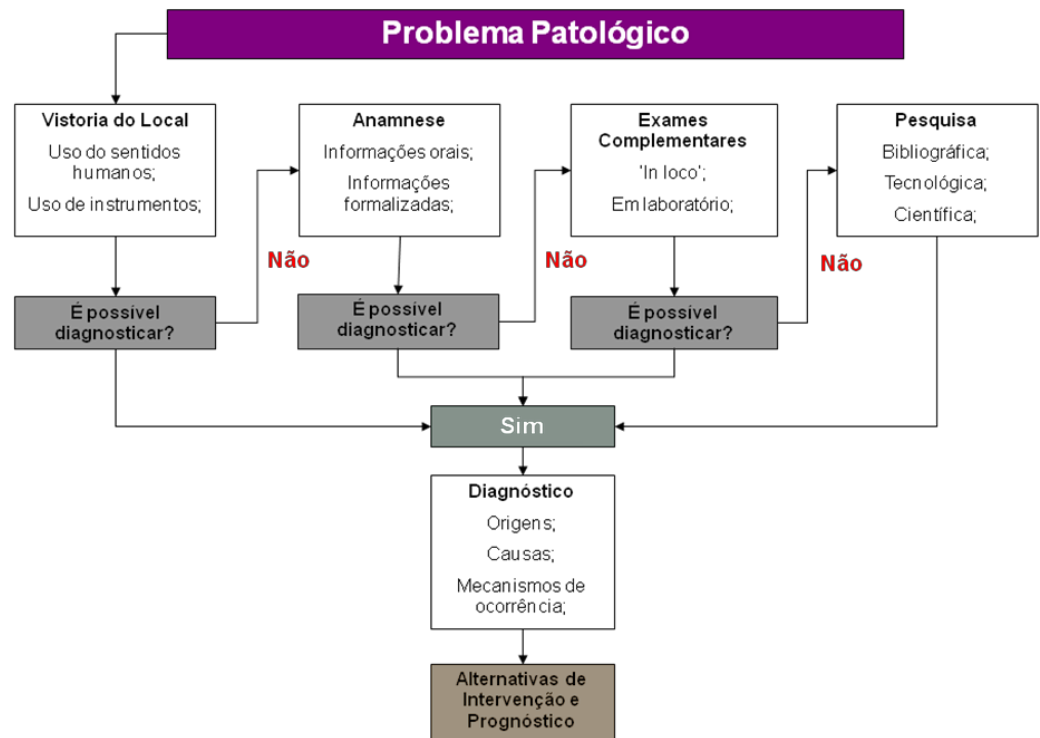 Problema Patológico
Vistoria do Local
Uso do sentidos
humanos;
Uso de instrumentos;
Anamnese
Informações orais;
Informações
formalizadas;
Exames
Complementares
'In loco';
Em laboratório;
Pesquisa
Bibliográfica;
Tecnológica;
Científica;
Não
Não
Não
É possível
diagnosticar?
É possível
diagnosticar?
É possível
diagnosticar?
Sim
Diagnóstico
Origens;
Causas;
Mecanismos de
ocorrência;
Alternativas de
Intervenção e
Prognóstico